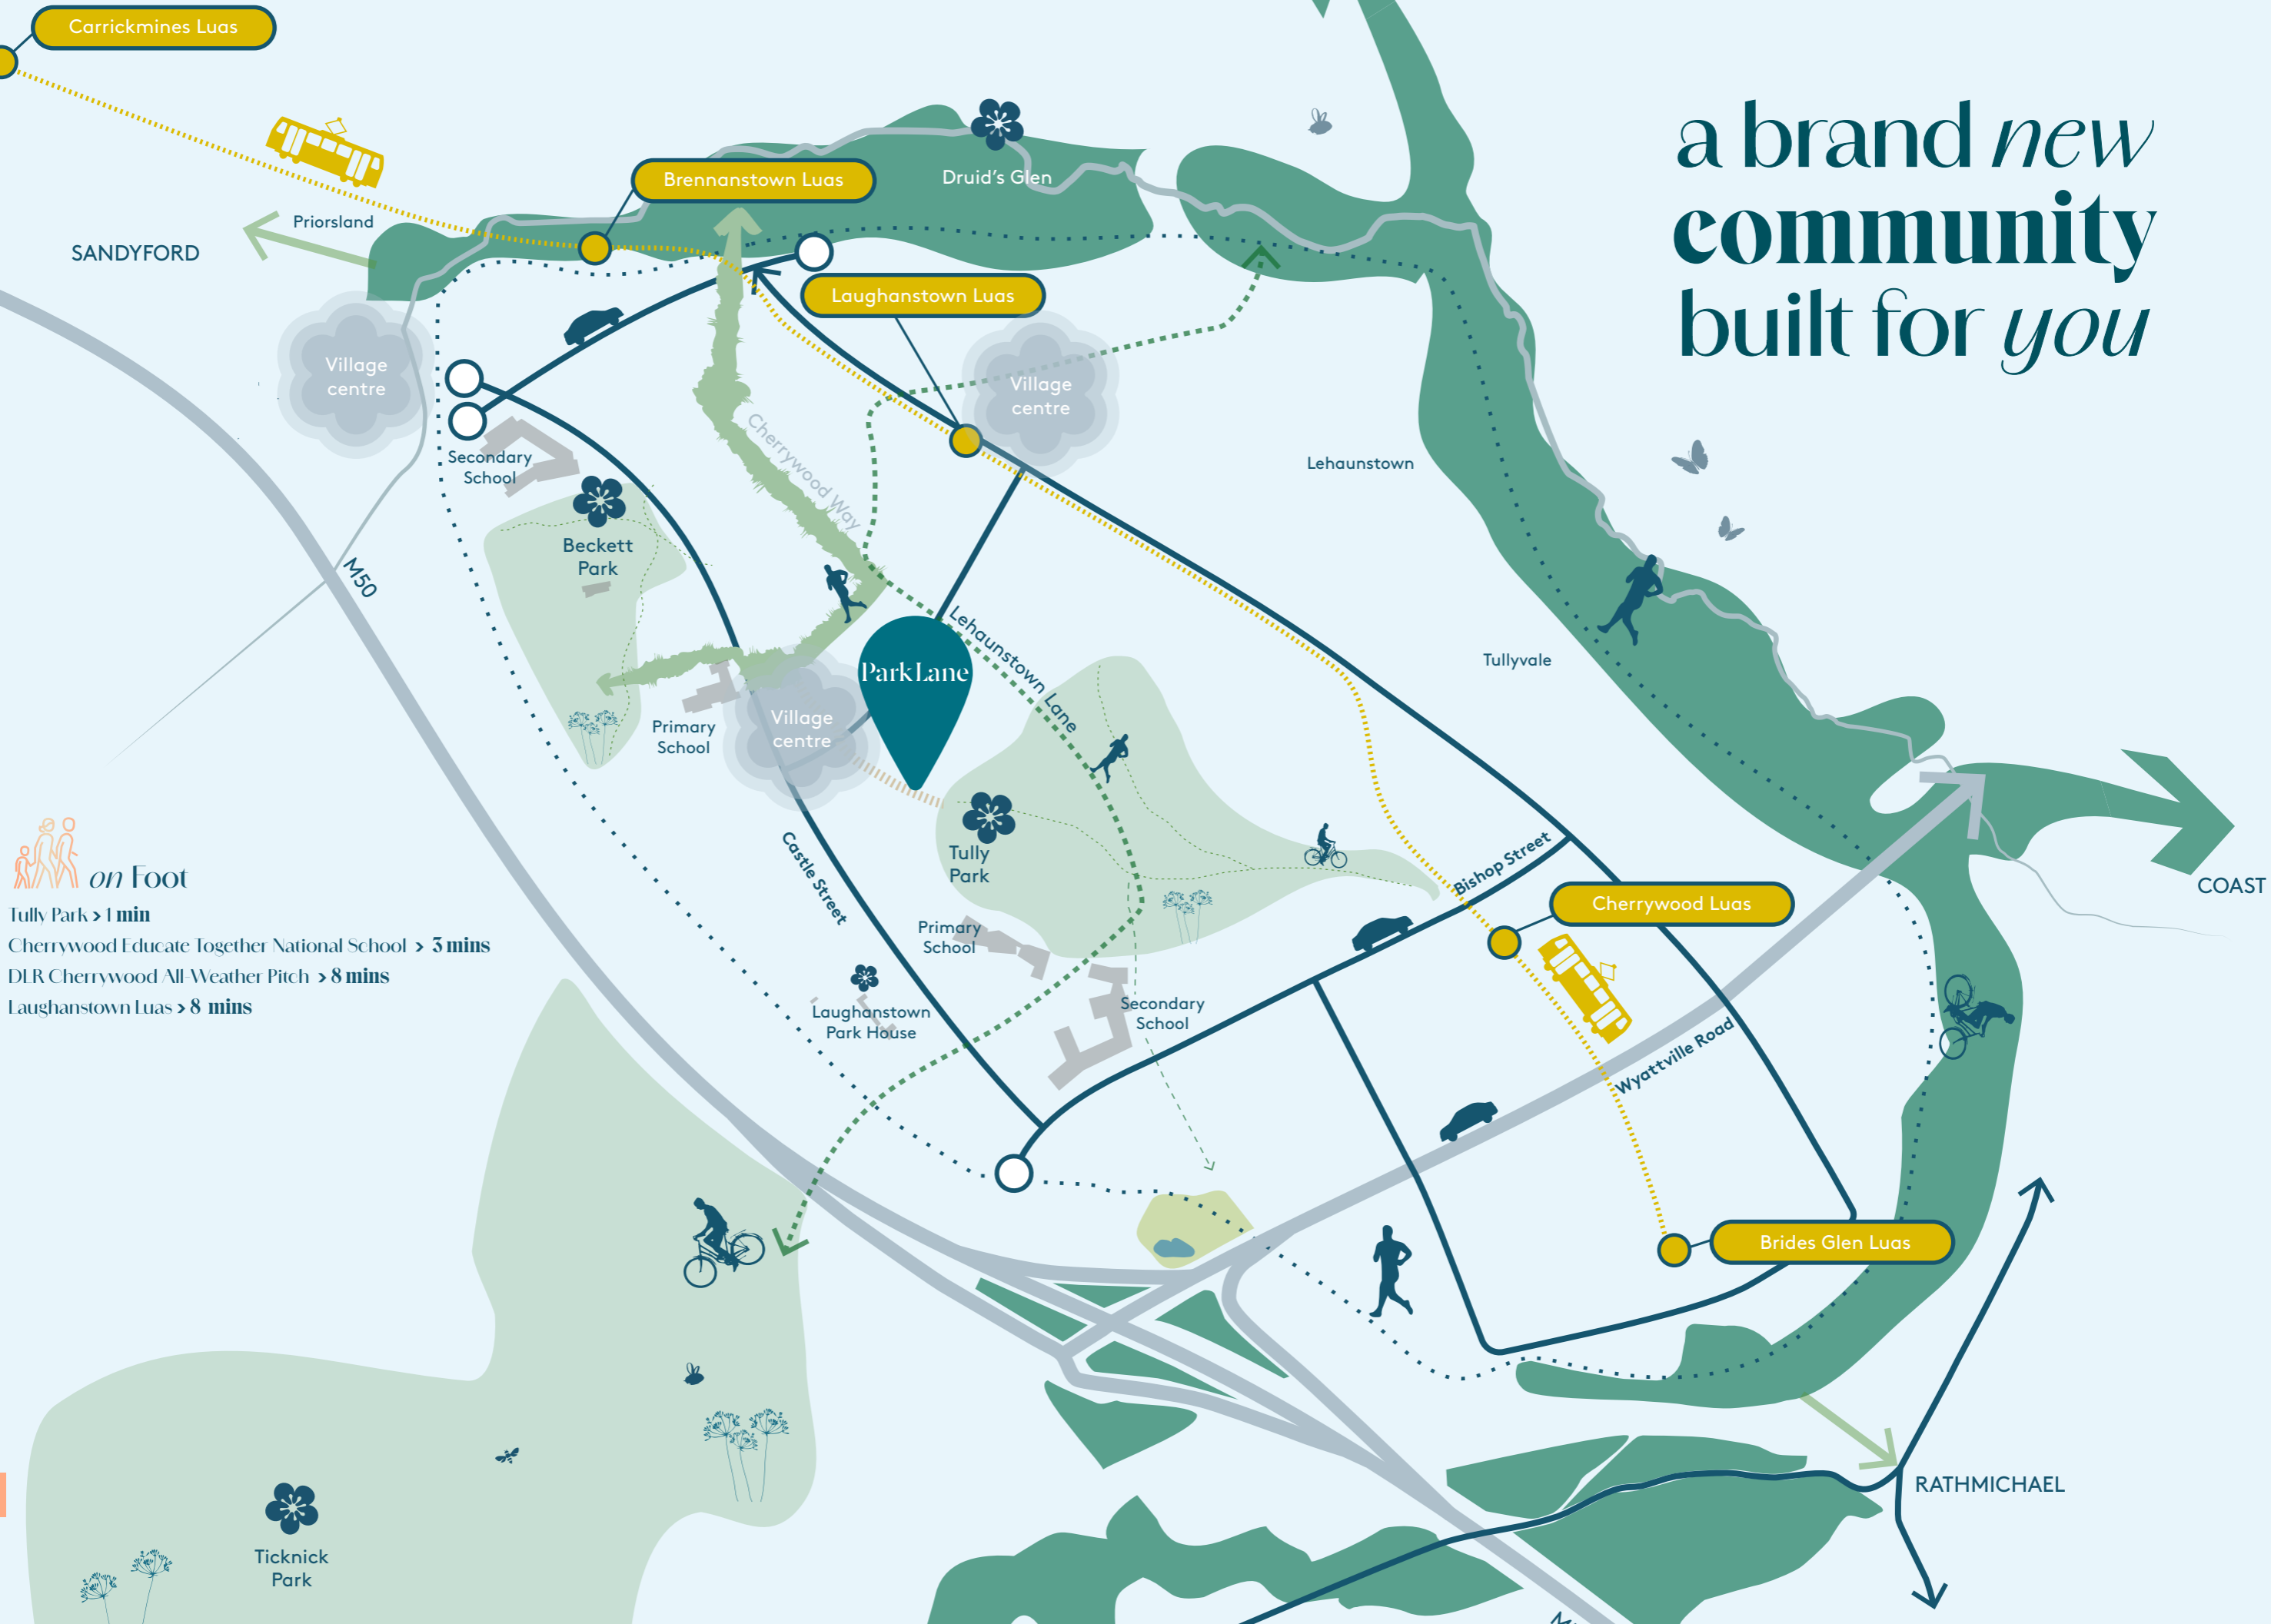 Carrickmines Luas
a brand new
community
built for you
Brennanstown Luas
Druid's Glen
Priorsland
SANDYFORD
Laughanstown Luas
Village
centre
Village
centre
Cherrywood Way
Secondary
School
Lehaunstown
Beckett
Park
M50
Lehaunstown Lane
ParkLane
Tullyvale
Primary
School
Village
centre
Castle Street
Tully
Park
Bishop Street
on Foot
Tully Park > 1 min
Cherrywood Educate Together National School > 3 mins
DLR Cherrywood All-Weather Pitch > 8 mins
Laughanstown Luas > 8 mins
COAST
Cherrywood Luas
Primary
School
Laughanstown
Park House
Secondary
School
Wyattville Road
Brides Glen Luas
RATHMICHAEL
Ticknick
Park